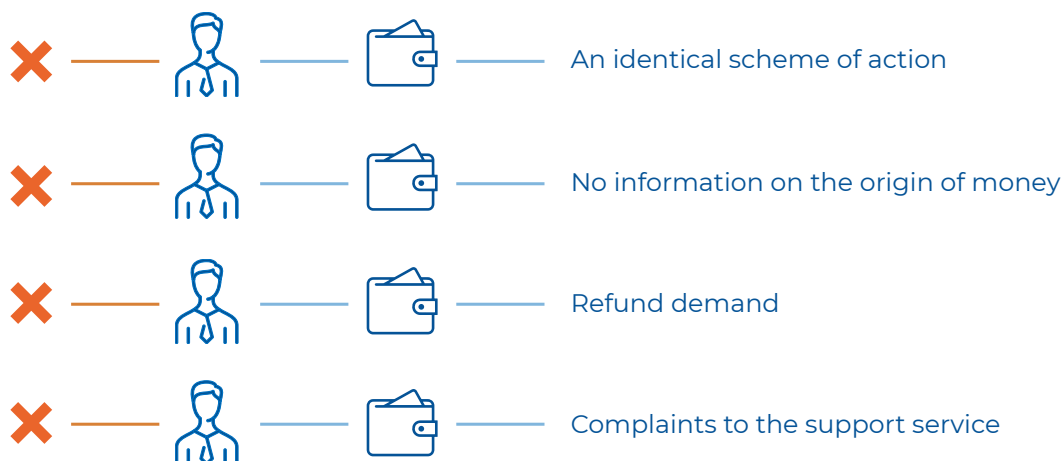 An identical scheme of action
No information on the origin of money
Refund demand
Complaints to the support service